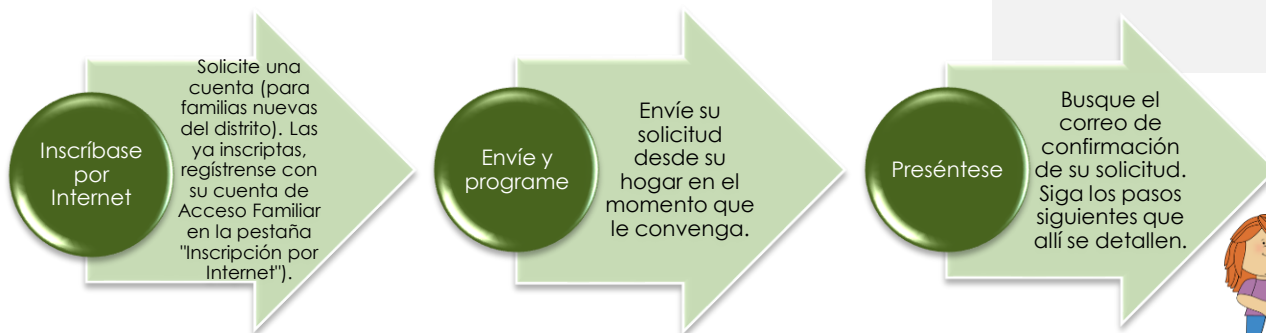 Inscríbase
por
Internet
Solicite una
cuenta (para
familias nuevas
del distrito). Las
ya inscriptas,
regístrense con
su cuenta de
Acceso Familiar
en la pestaña
"Inscripción por
Internet").
Envíe y
programe
Envíe su
solicitud
desde su
hogar en el
momento que
le convenga.
Preséntese
Busque el
correo de
confirmación
de su solicitud.
Siga los pasos
siguientes que
allí se detallen.